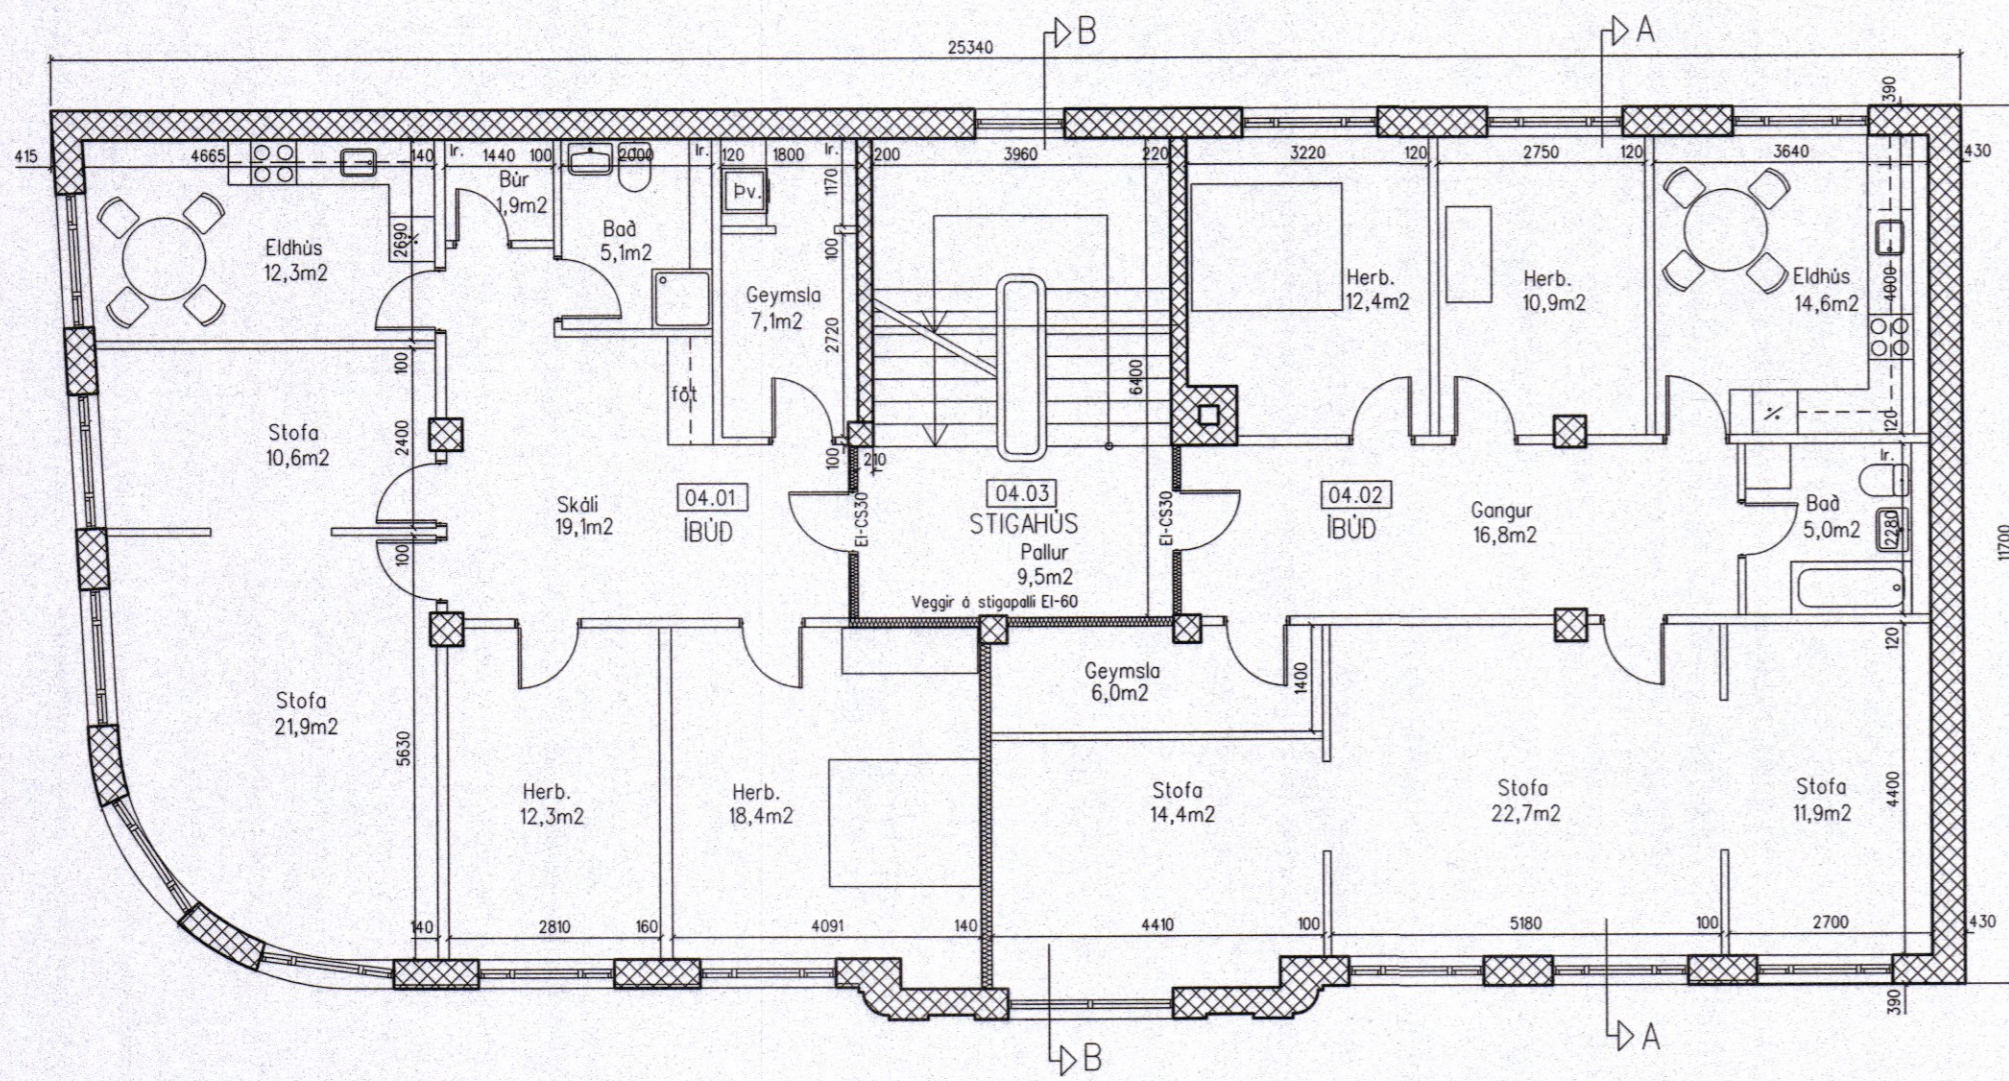 B
A
25340
390
415
4665
140
Ir.
1440
100
2000
Ir.
120
1800
Ir.
200
3960
220
3220
120
2750
120
3640
430
Búr
1,9m2
Þv.
1170
Bað
5,1m2
Eldhús
12,3m2
2690
100
Geymsla
7,1m2
2720
Herb.
12,4m2
Herb.
10,9m2
Eldhús
14,6m2
4000
100
föt
6400
Stofa
10,6m2
2400
120
100
210
Ir.
Skáli
19,1m2
04.01
ÍBÚÐ
EI-CS30
04.03
STIGAHÚS
Pallur
9,5m2
Veggir á stigapalli EI-60
EI-CS30
04.02
ÍBÚÐ
Gangur
16,8m2
Bað
5,0m2
2280
11700
100
Stofa
21,9m2
5630
Geymsla
6,0m2
1400
120
Herb.
12,3m2
Herb.
18,4m2
Stofa
14,4m2
Stofa
22,7m2
Stofa
11,9m2
4400
140
2810
160
4091
140
4410
100
5180
100
2700
430
390
B
A